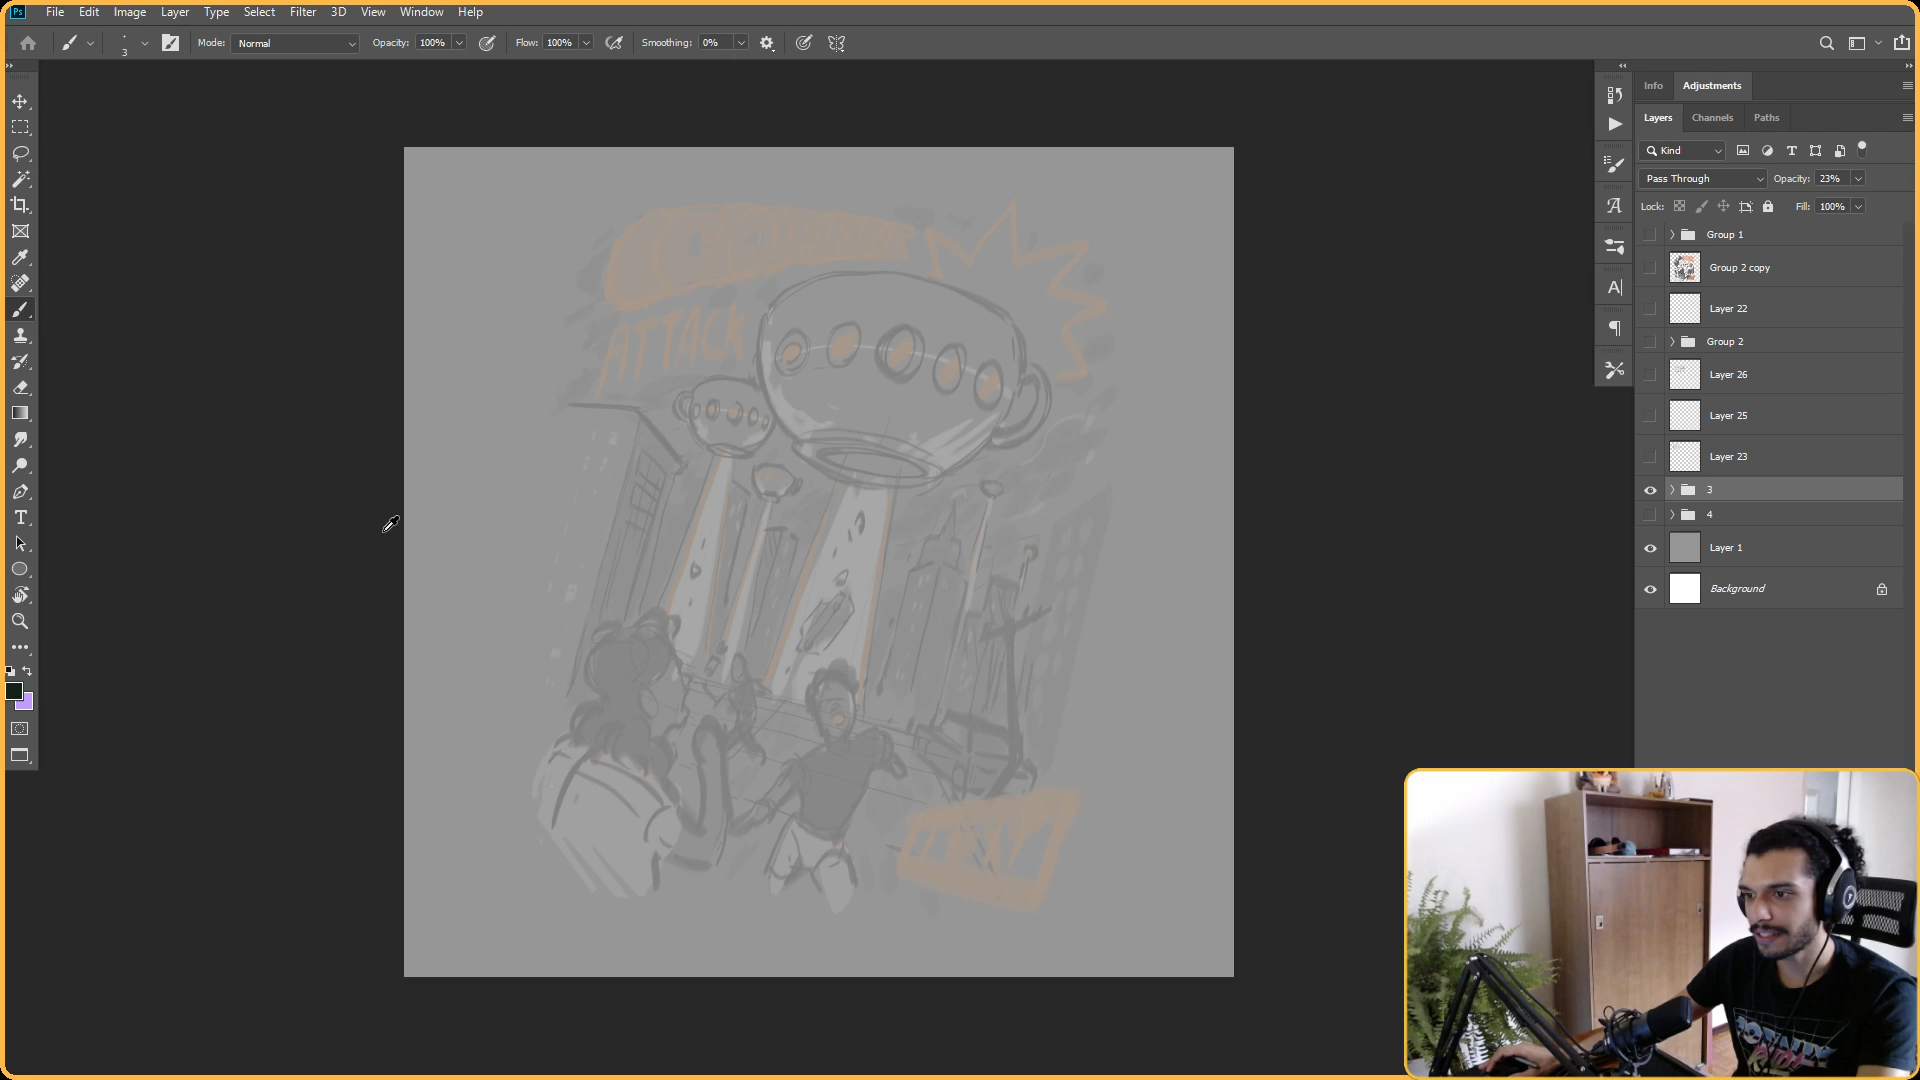 Ps File Edit Image Layer Type Select Filter 3D View Window Help
3 Mode: Normal Opacity: 100% Flow: 100% Smoothing: 0%
Info Adjustments
Layers Channels Paths
Kind
Pass Through Opacity: 23%
Lock: Fill: 100%
Group 1
Group 2 copy
Layer 22
Group 2
Layer 26
Layer 25
Layer 23
3
4
Layer 1
Background
ATTACK